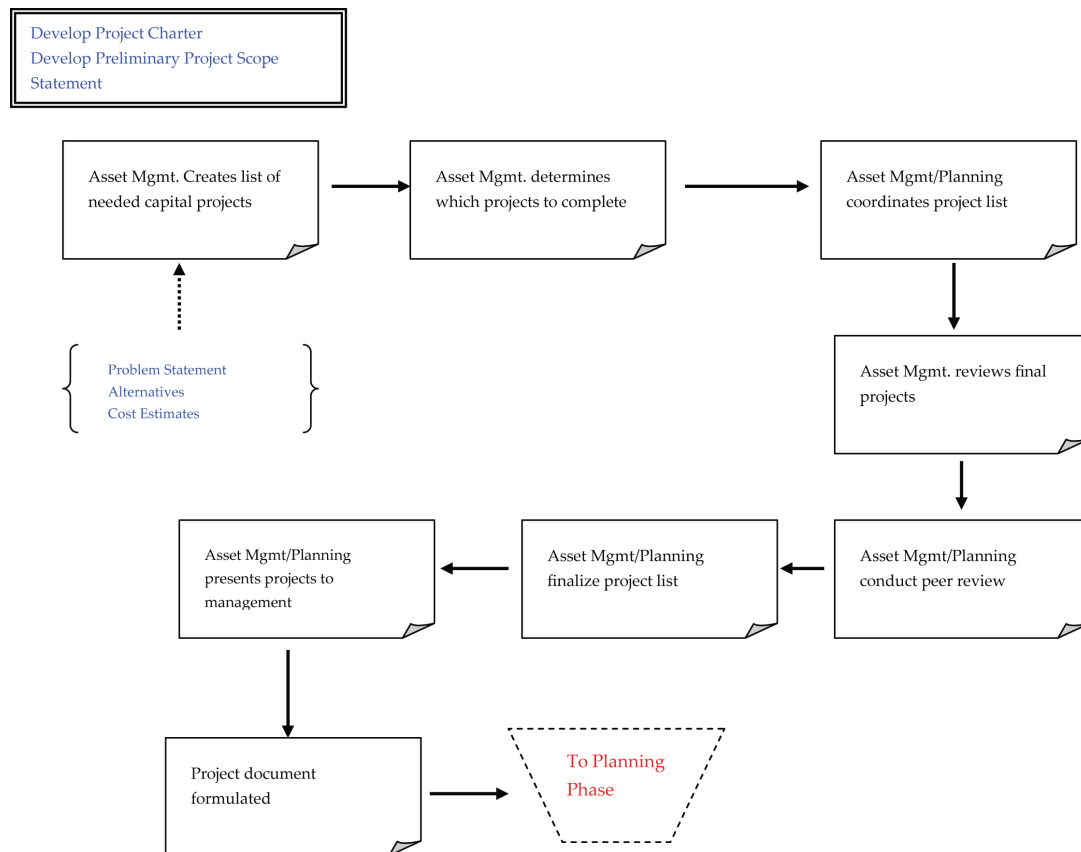 Develop Project Charter
Develop Preliminary Project Scope
Statement
Asset Mgmt. Creates list of
needed capital projects
Asset Mgmt. determines
which projects to complete
Asset Mgmt/Planning
coordinates project list
Problem Statement
Alternatives
Cost Estimates
Asset Mgmt. reviews final
projects
Asset Mgmt/Planning
conduct peer review
Asset Mgmt/Planning
finalize project list
Asset Mgmt/Planning
presents projects to
management
Project document
formulated
To Planning
Phase